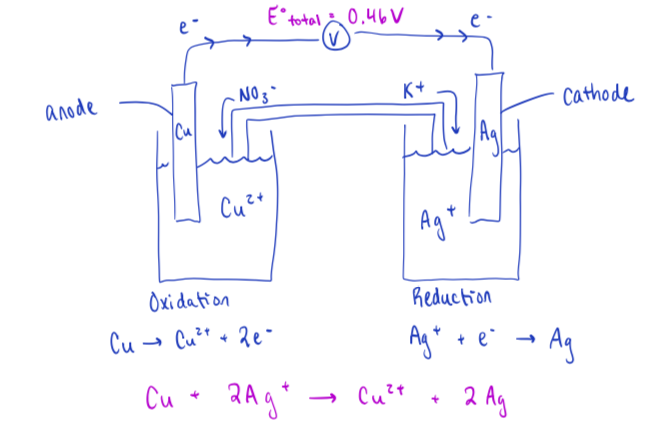 E° total = 0.46V
e⁻
e⁻
V
NO₃⁻
K⁺
anode
cathode
Cu
Ag
Cu²⁺
Ag⁺
Oxidation
Reduction
Cu → Cu²⁺ + 2e⁻
Ag⁺ + e⁻ → Ag
Cu + 2Ag⁺ → Cu²⁺ + 2Ag